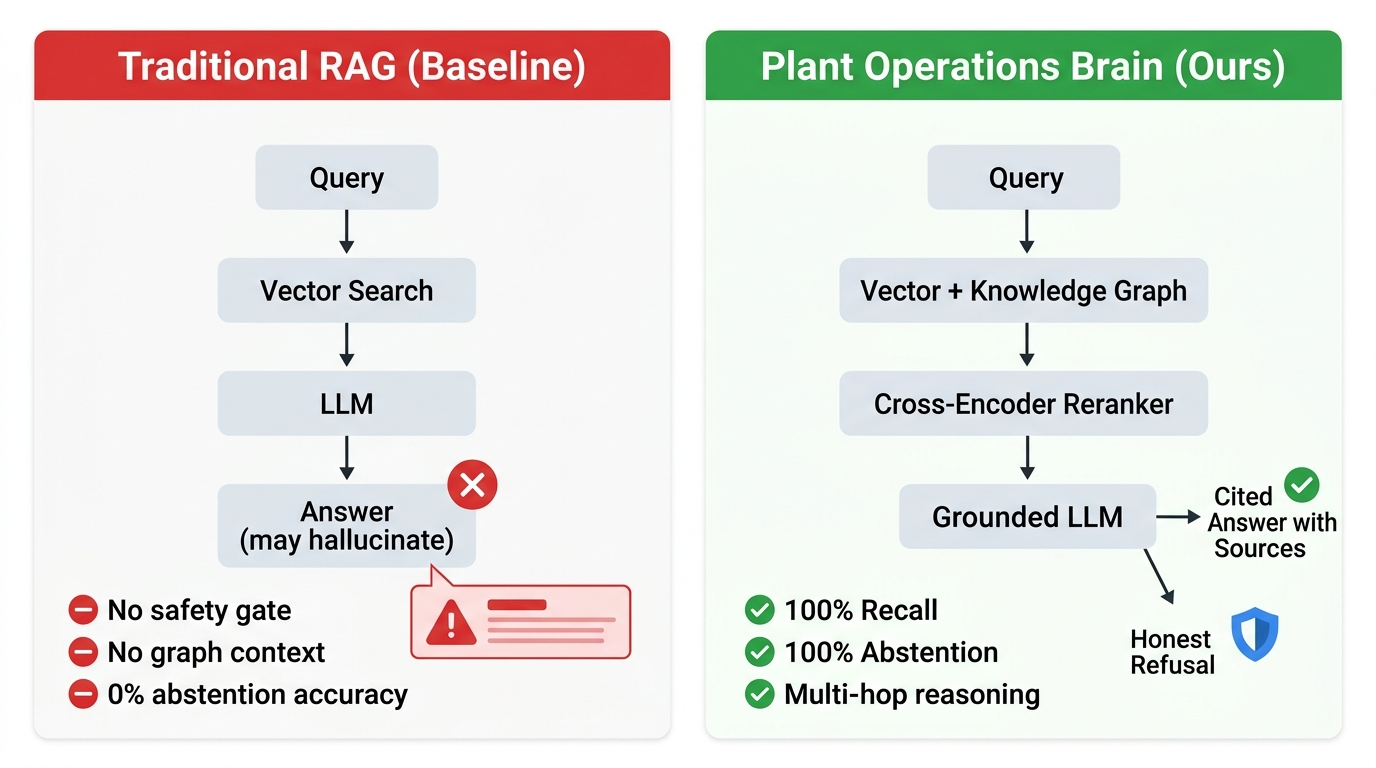 Traditional RAG (Baseline)
Query
Vector Search
LLM
Answer
(may hallucinate)
No safety gate
No graph context
0% abstention accuracy
Plant Operations Brain (Ours)
Query
Vector + Knowledge Graph
Cross-Encoder Reranker
Grounded LLM
Cited
Answer with
Sources
Honest
Refusal
100% Recall
100% Abstention
Multi-hop reasoning